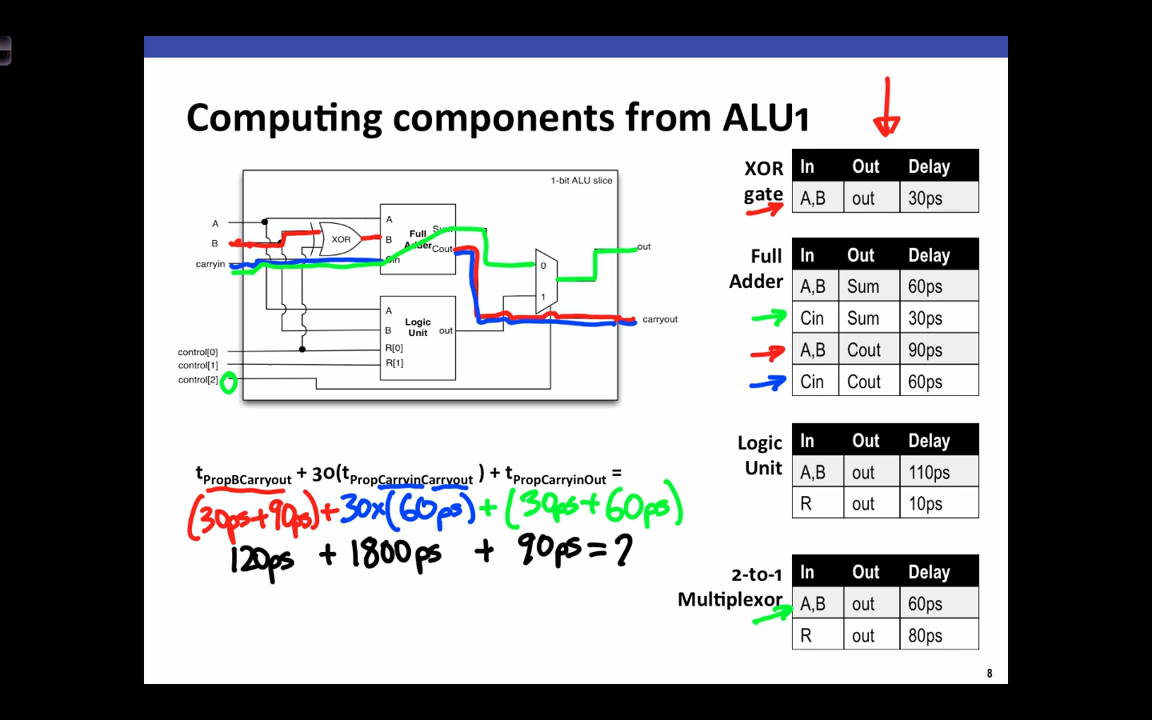 Computing components from ALU1
1-bit ALU slice
A
B
carryin
XOR
A
B
Cin
Full
Adder
Sum
Cout
0
1
out
carryout
A
B
R[0]
R[1]
Logic
Unit
out
control[0]
control[1]
control[2]
0
tPropBCarryout + 30(tPropCarryinCarryout ) + tPropCarryinOut =
(30ps+90ps)+30x(60ps)+(30ps+60ps)
120ps + 1800ps + 90ps = ?
XOR
gate
In Out Delay
A,B out 30ps
Full
Adder
In Out Delay
A,B Sum 60ps
Cin Sum 30ps
A,B Cout 90ps
Cin Cout 60ps
Logic
Unit
In Out Delay
A,B out 110ps
R out 10ps
2-to-1
Multiplexor
In Out Delay
A,B out 60ps
R out 80ps
8